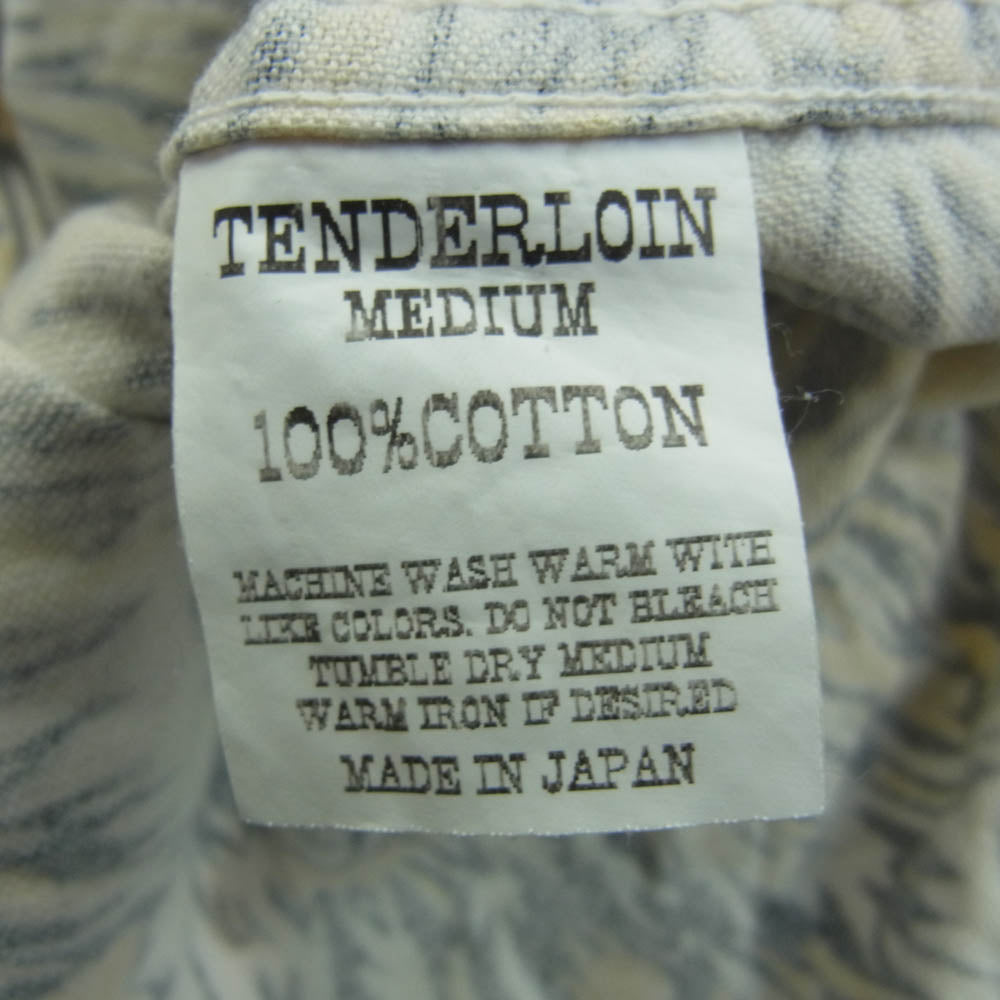 TENDERLOIN
MEDIUM
100%COTTON
MACHINE WASH WARM WITH
LIKE COLORS. DO NOT BLEACH
TUMBLE DRY MEDIUM
WARM IRON IF DESIRED
MADE IN JAPAN